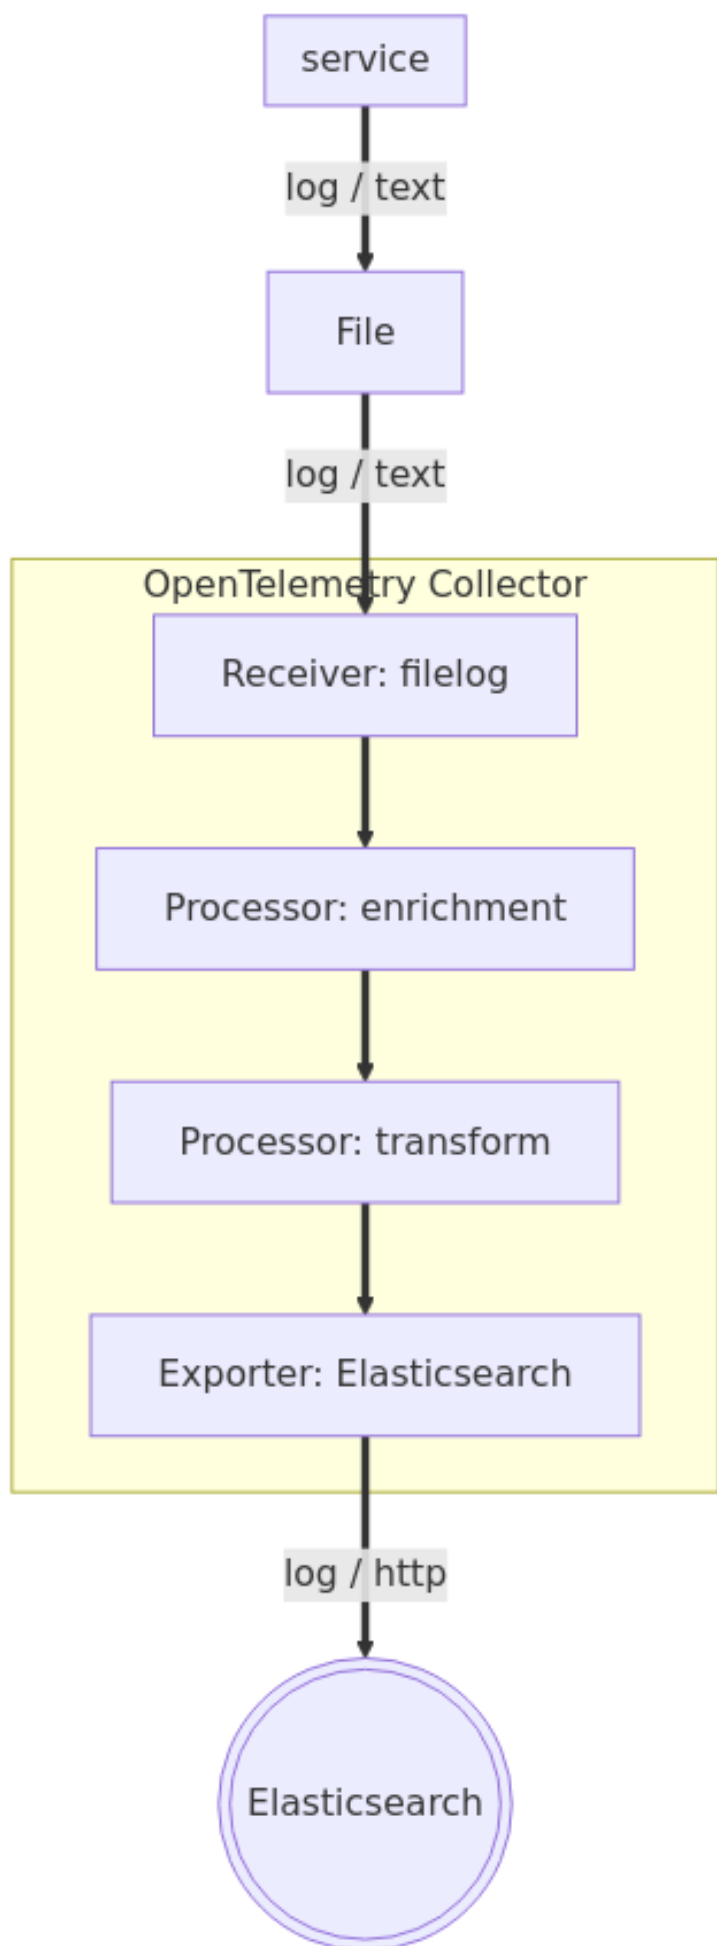 service
log / text
File
log / text
OpenTelemetry Collector
Receiver: filelog
Processor: enrichment
Processor: transform
Exporter: Elasticsearch
log / http
Elasticsearch